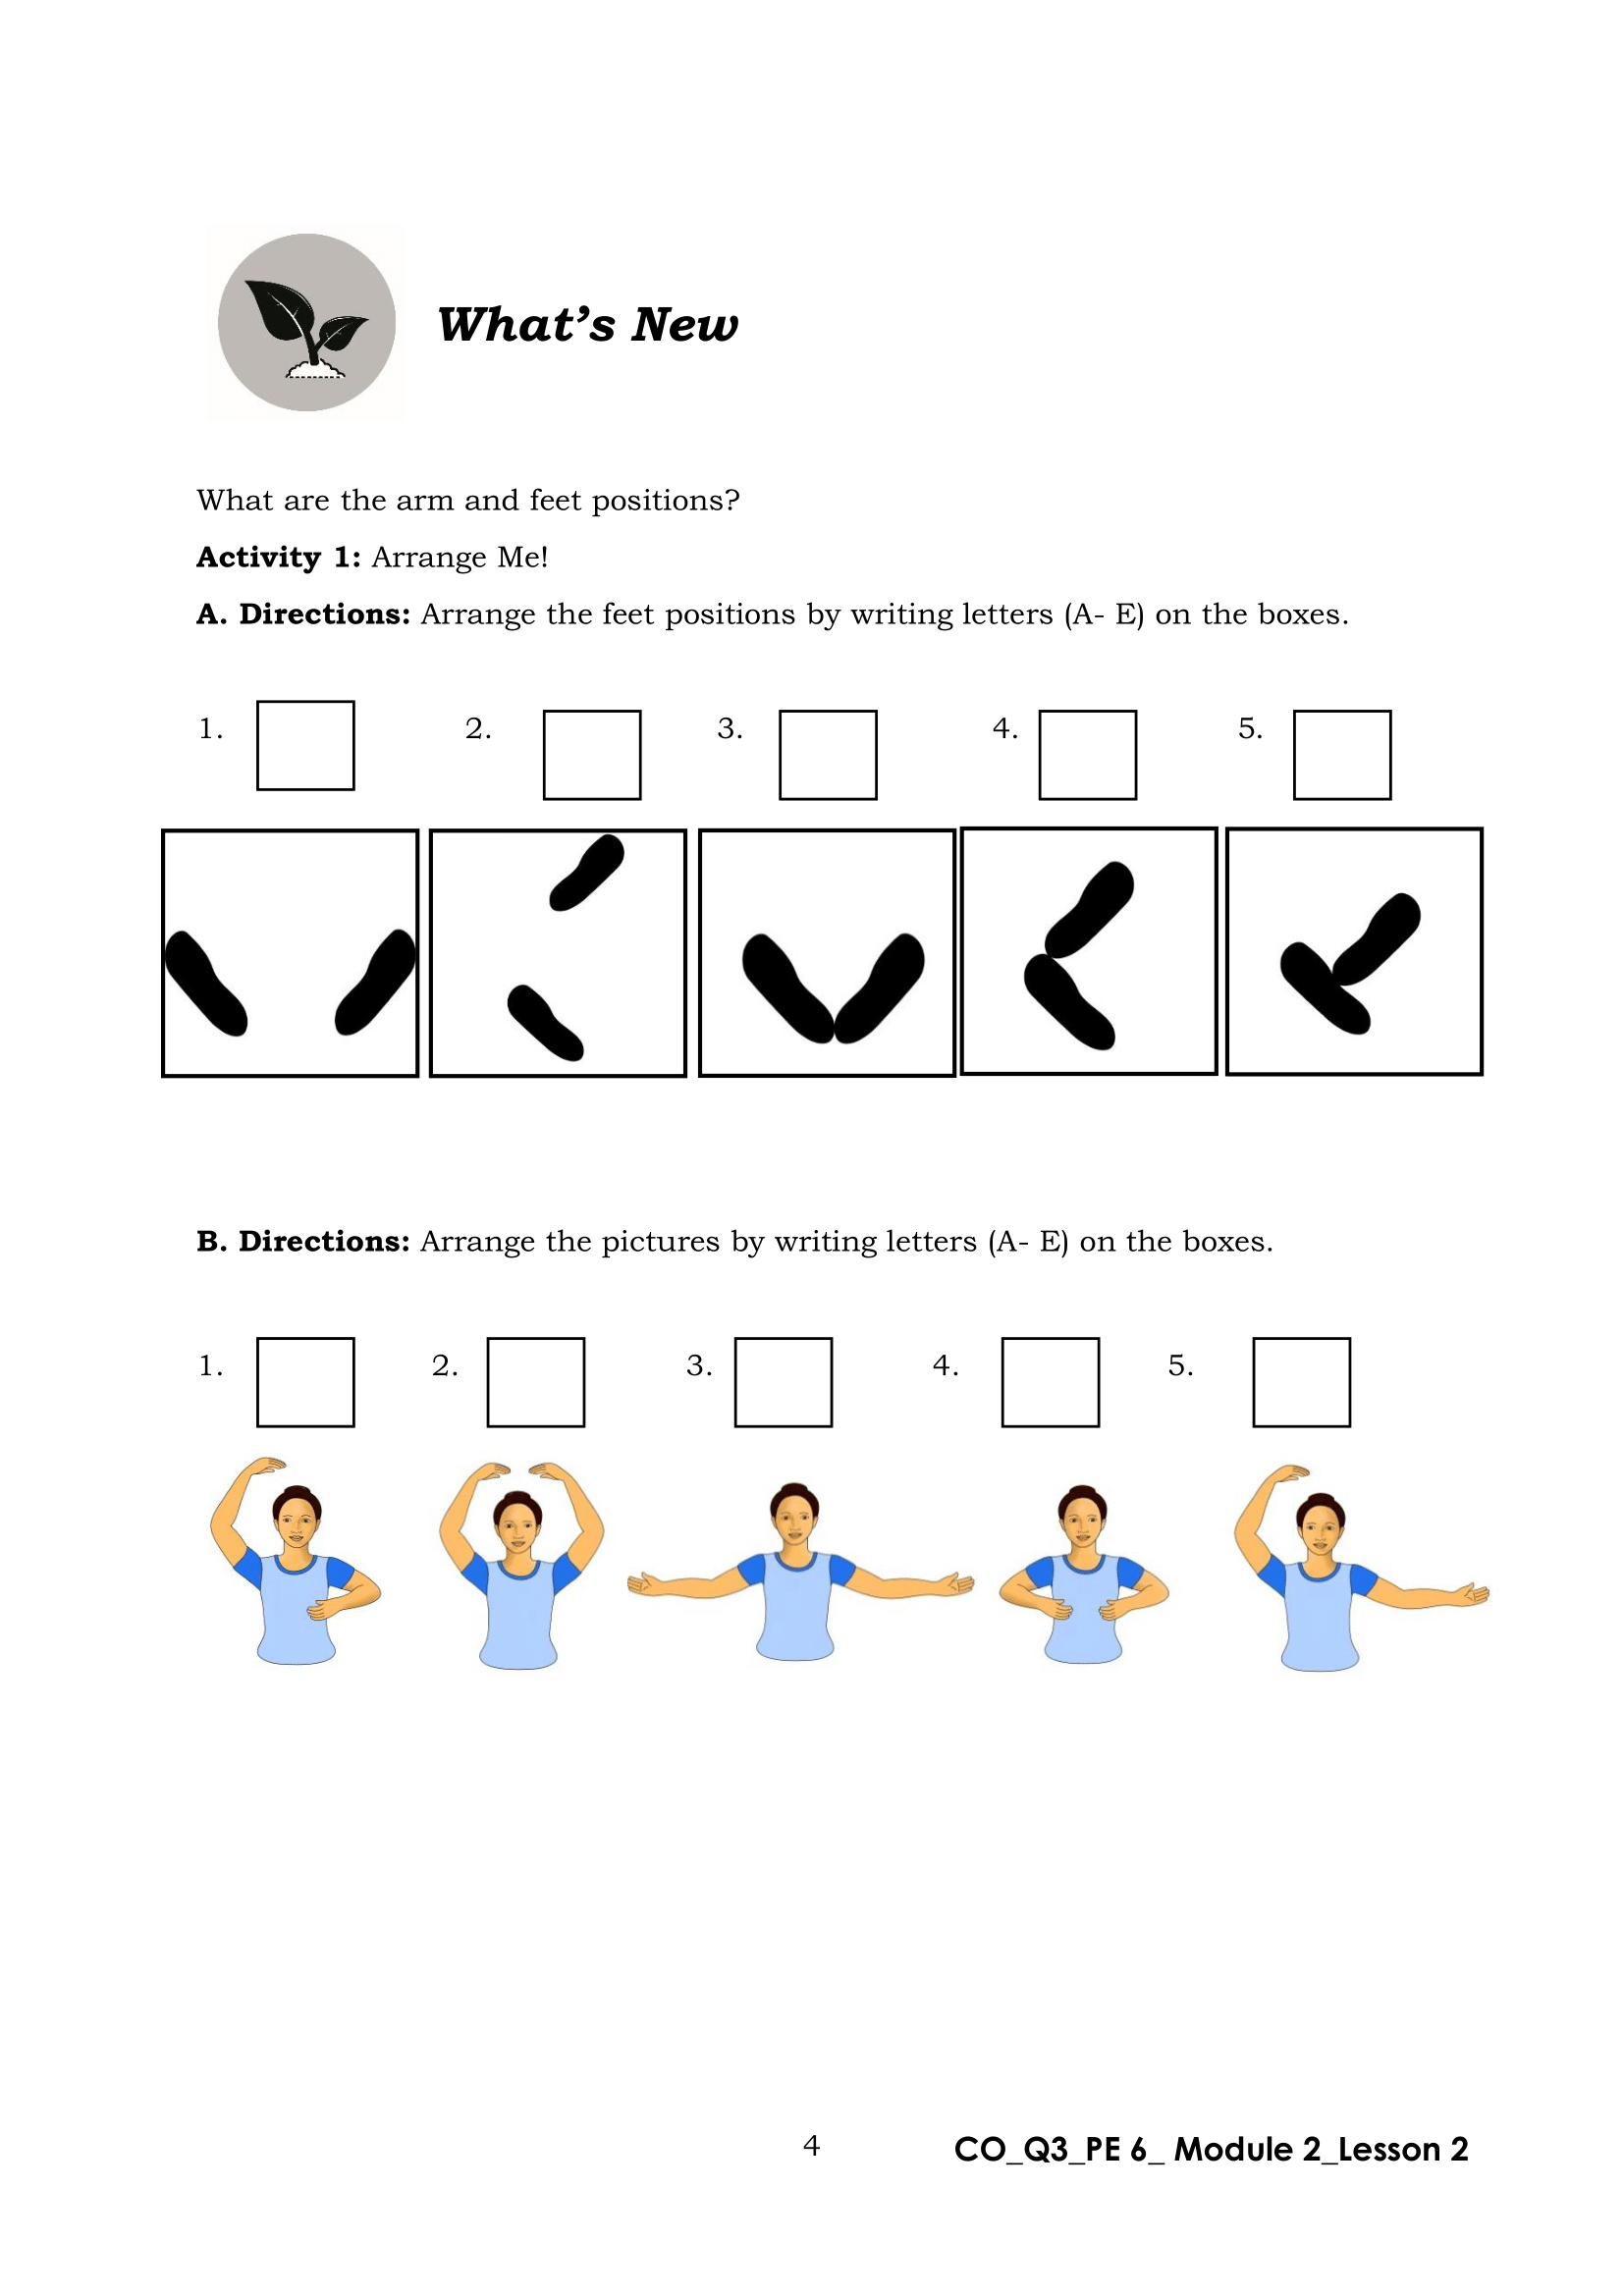 What's New
What are the arm and feet positions?
Activity 1: Arrange Me!
A. Directions: Arrange the feet positions by writing letters (A- E) on the boxes.
1. 2. 3. 4. 5.
B. Directions: Arrange the pictures by writing letters (A- E) on the boxes.
1. 2. 3. 4. 5.
4 CO_Q3_PE 6_ Module 2_Lesson 2